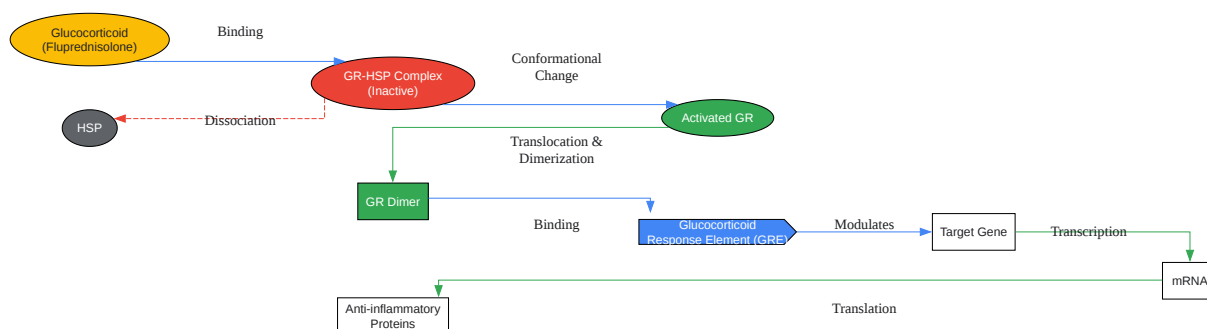 Glucocorticoid
(Fluprednisolone)
Binding
GR-HSP Complex
(Inactive)
Conformational
Change
HSP
Dissociation
Activated GR
Translocation &
Dimerization
GR Dimer
Binding
Glucocorticoid
Response Element (GRE)
Modulates
Target Gene
Transcription
mRNA
Translation
Anti-inflammatory
Proteins